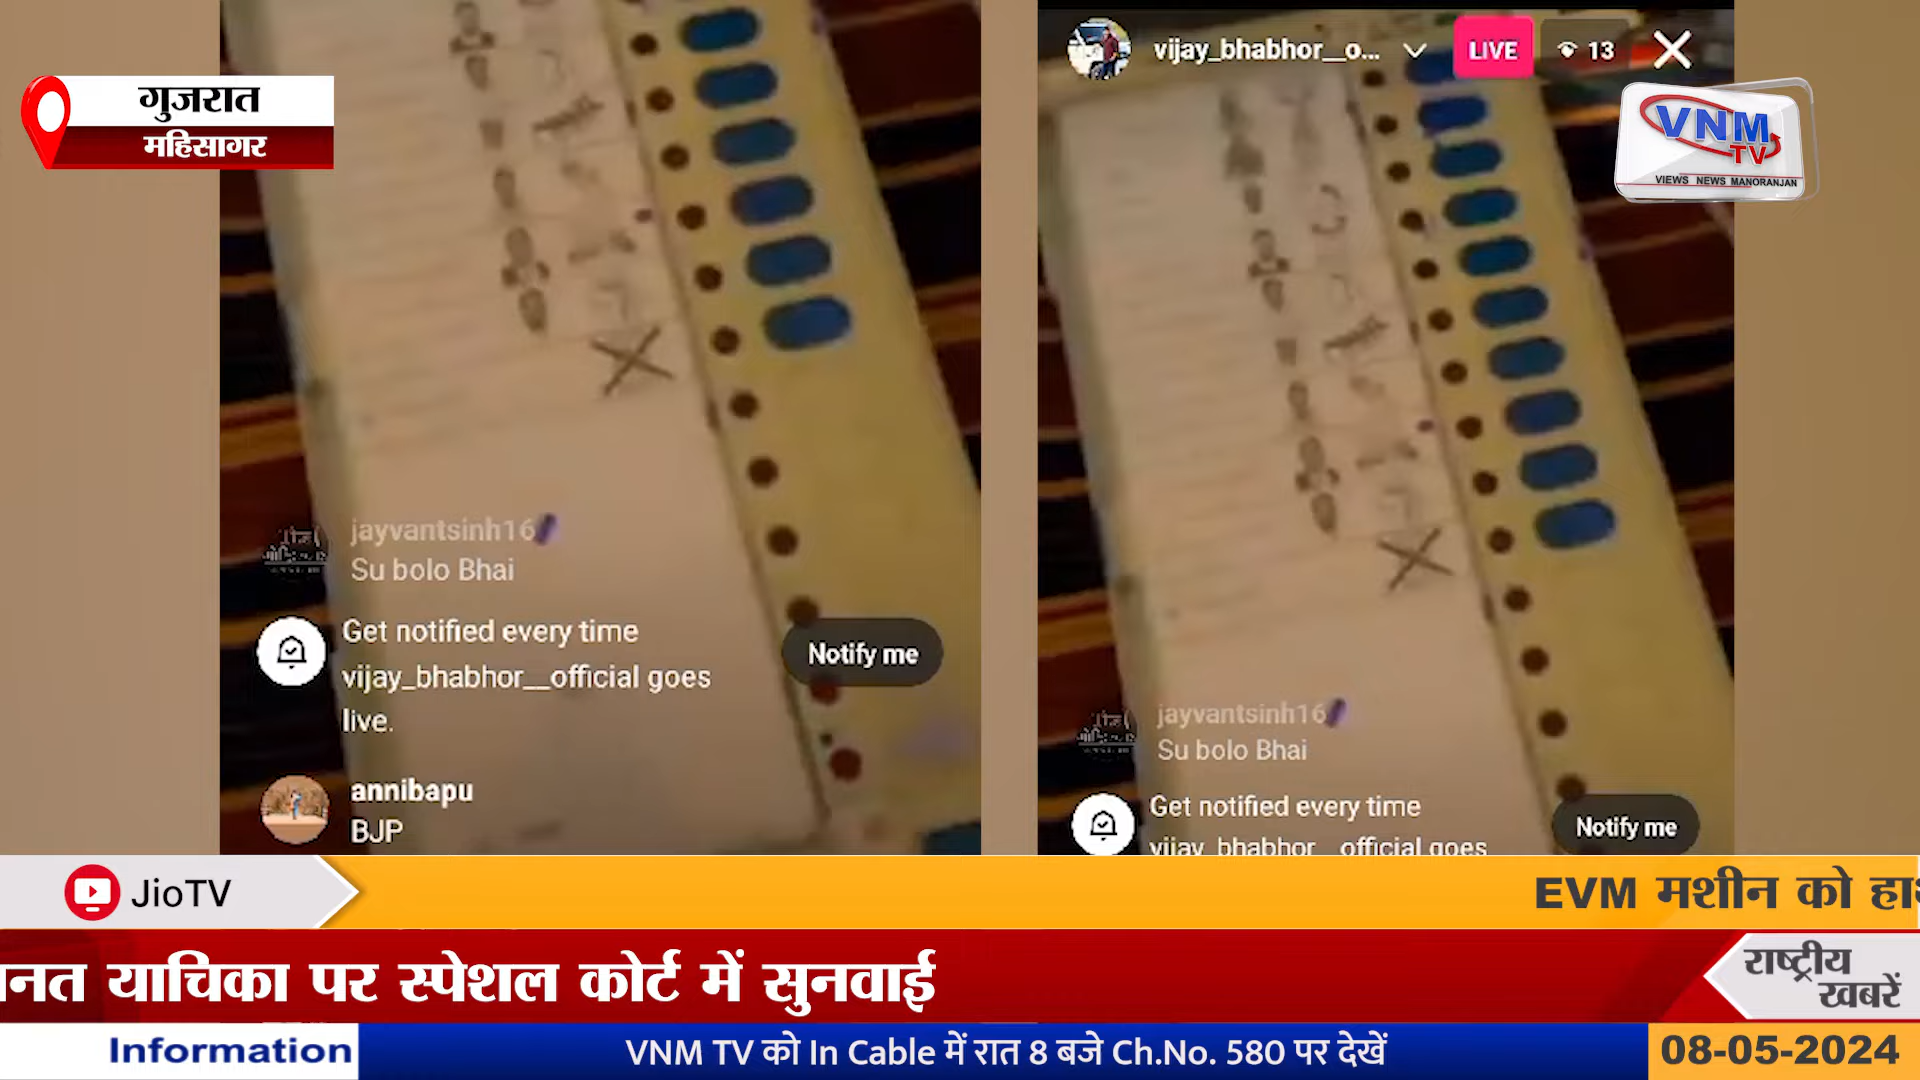 गुजरात
महिसागर
vijay_bhabhor__o...
LIVE
13
VNM
TV
VIEWS NEWS MANORANJAN
jayvantsinh16
Su bolo Bhai
Get notified every time
vijay_bhabhor__official goes
live.
Notify me
annibapu
BJP
jayvantsinh16
Su bolo Bhai
Get notified every time
vijay_bhabhor__official goes
Notify me
JioTV
EVM मशीन को
याचिका पर स्पेशल कोर्ट में सुनवाई
राष्ट्रीय
खबरें
Information
VNM TV को In Cable में रात 8 बजे Ch.No. 580 पर देखें
08-05-2024